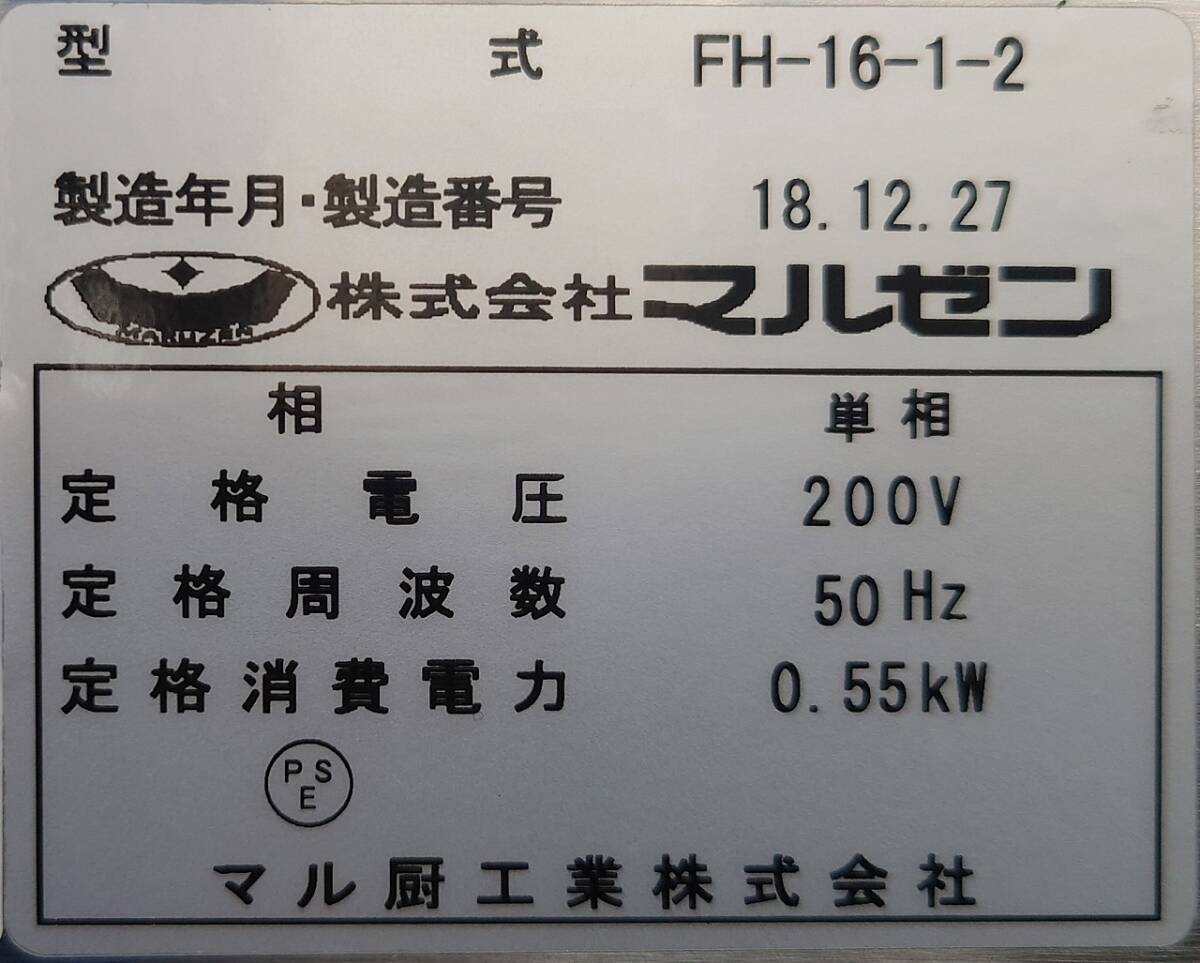 型式 FH-16-1-2
製造年月・製造番号 18.12.27
MARUZEN 株式会社マルゼン
相 単相
定格電圧 200V
定格周波数 50Hz
定格消費電力 0.55kW
PSE
マル厨工業株式会社